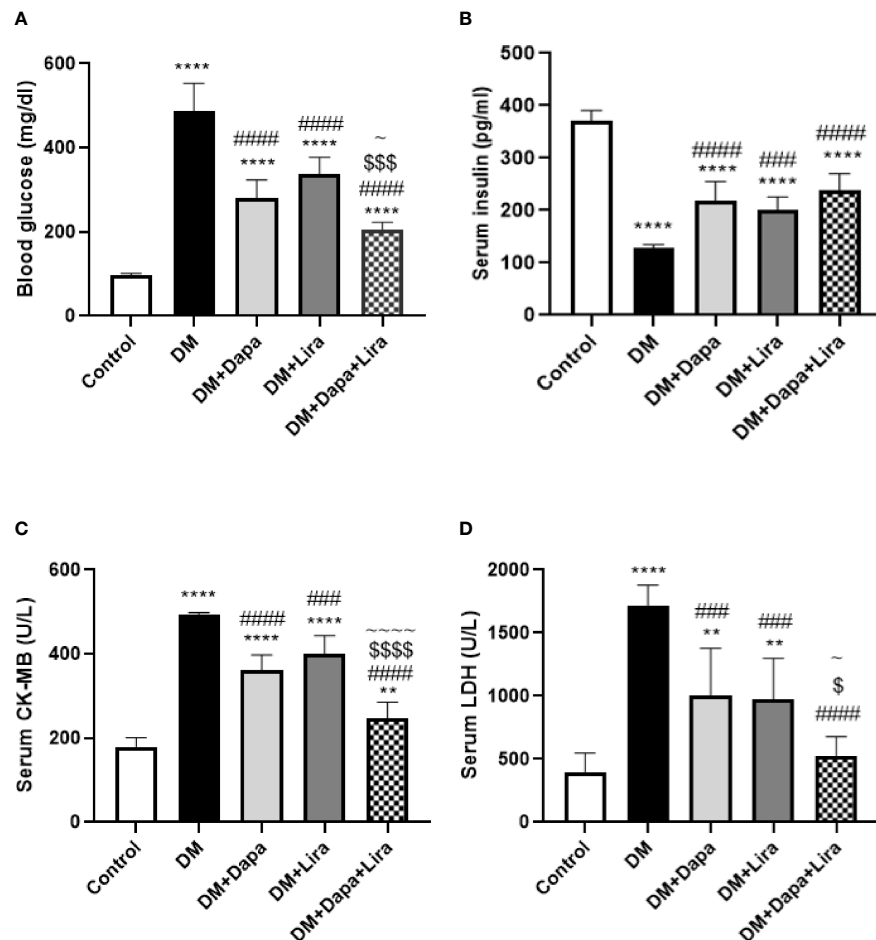 A
Blood glucose (mg/dl)
600
400
200
0
****
####
****
####
****
~
$$$
####
****
Control
DM
DM+Dapa
DM+Lira
DM+Dapa+Lira
B
Serum insulin (pg/ml)
500
400
300
200
100
0
****
####
****
###
****
####
****
Control
DM
DM+Dapa
DM+Lira
DM+Dapa+Lira
C
Serum CK-MB (U/L)
600
400
200
0
****
####
****
###
****
~~~~
$$$$
####
**
Control
DM
DM+Dapa
DM+Lira
DM+Dapa+Lira
D
Serum LDH (U/L)
2000
1500
1000
500
0
****
###
**
###
**
~
$
####
Control
DM
DM+Dapa
DM+Lira
DM+Dapa+Lira